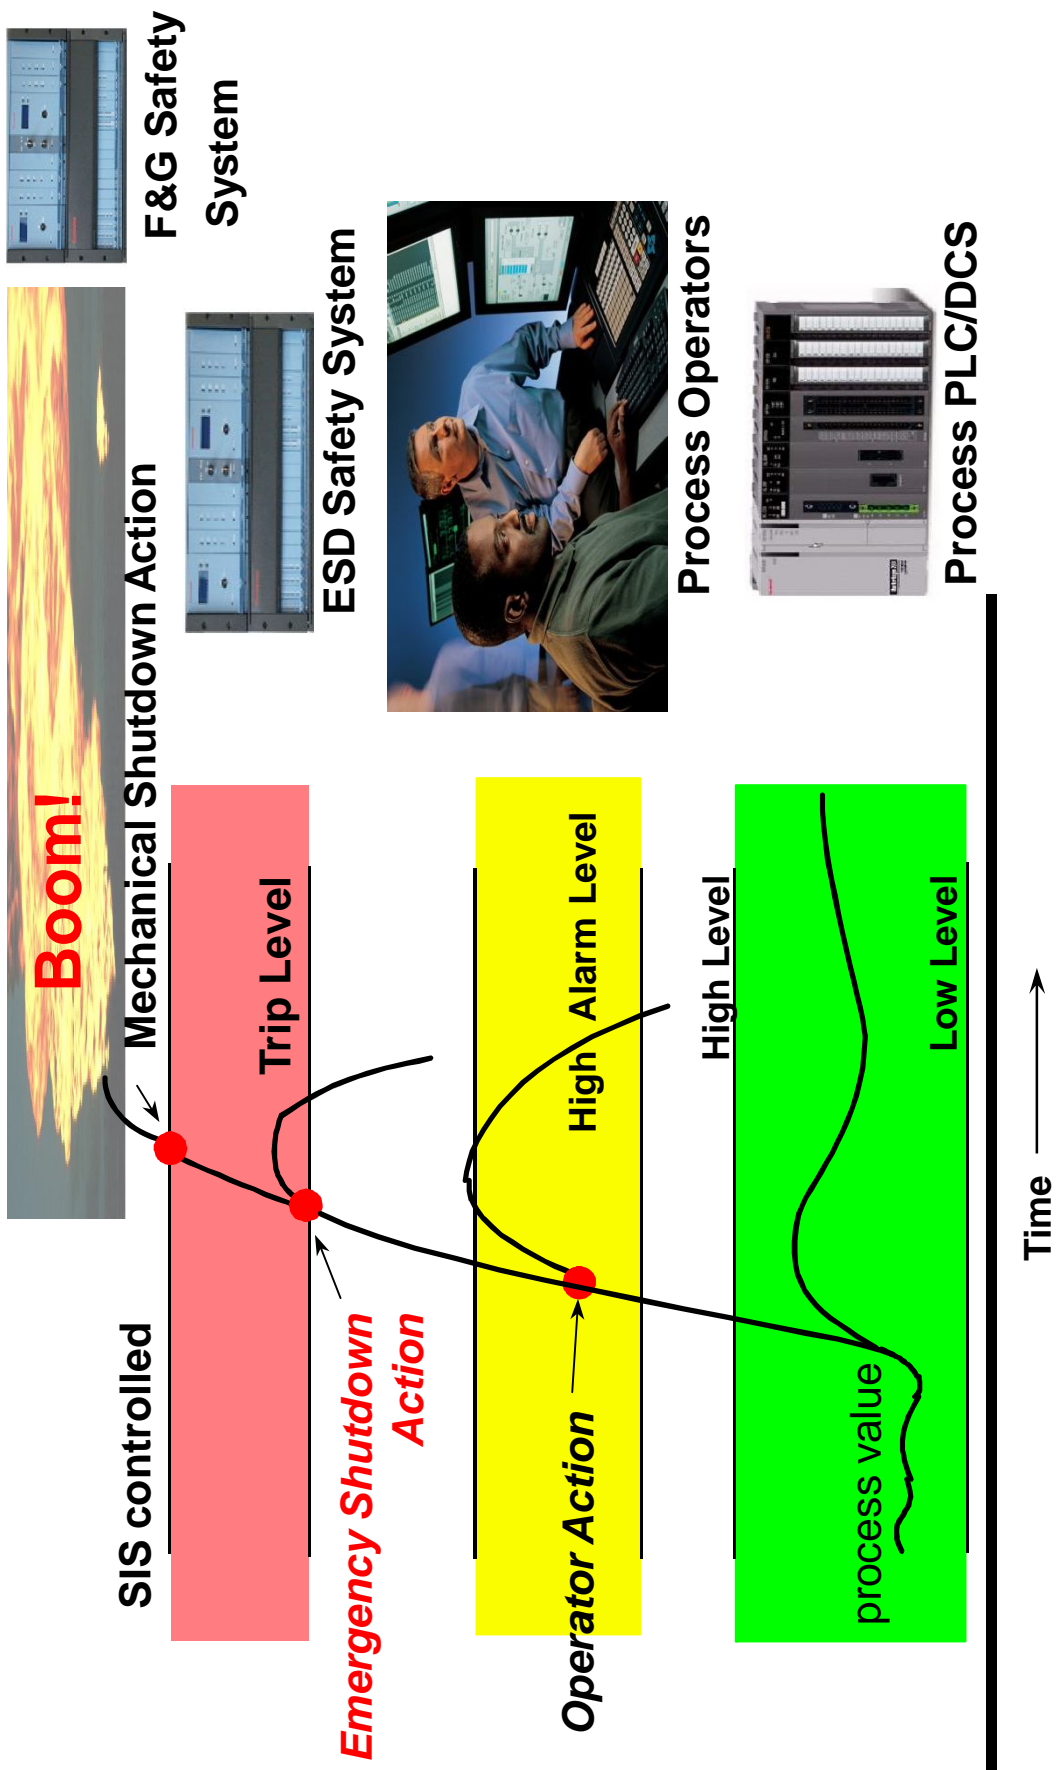 Boom!
F&G Safety
System
Mechanical Shutdown Action
SIS controlled
Trip Level
ESD Safety System
Emergency Shutdown
Action
High Alarm Level
Operator Action
Process Operators
High Level
process value
Low Level
Process PLC/DCS
Time